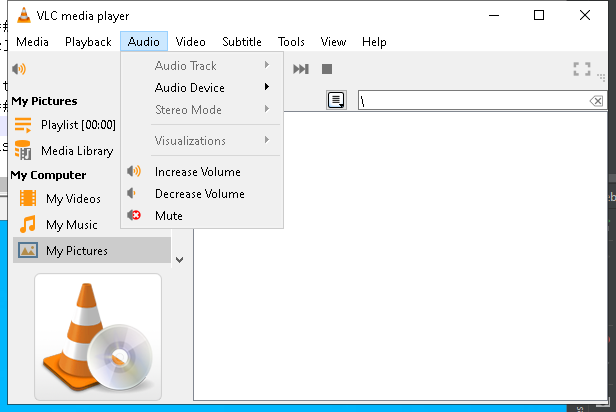 VLC media player
Media Playback Audio Video Subtitle Tools View Help
Audio Track
Audio Device
Stereo Mode
Visualizations
Increase Volume
Decrease Volume
Mute
\
My Pictures
Playlist [00:00]
Media Library
My Computer
My Videos
My Music
My Pictures